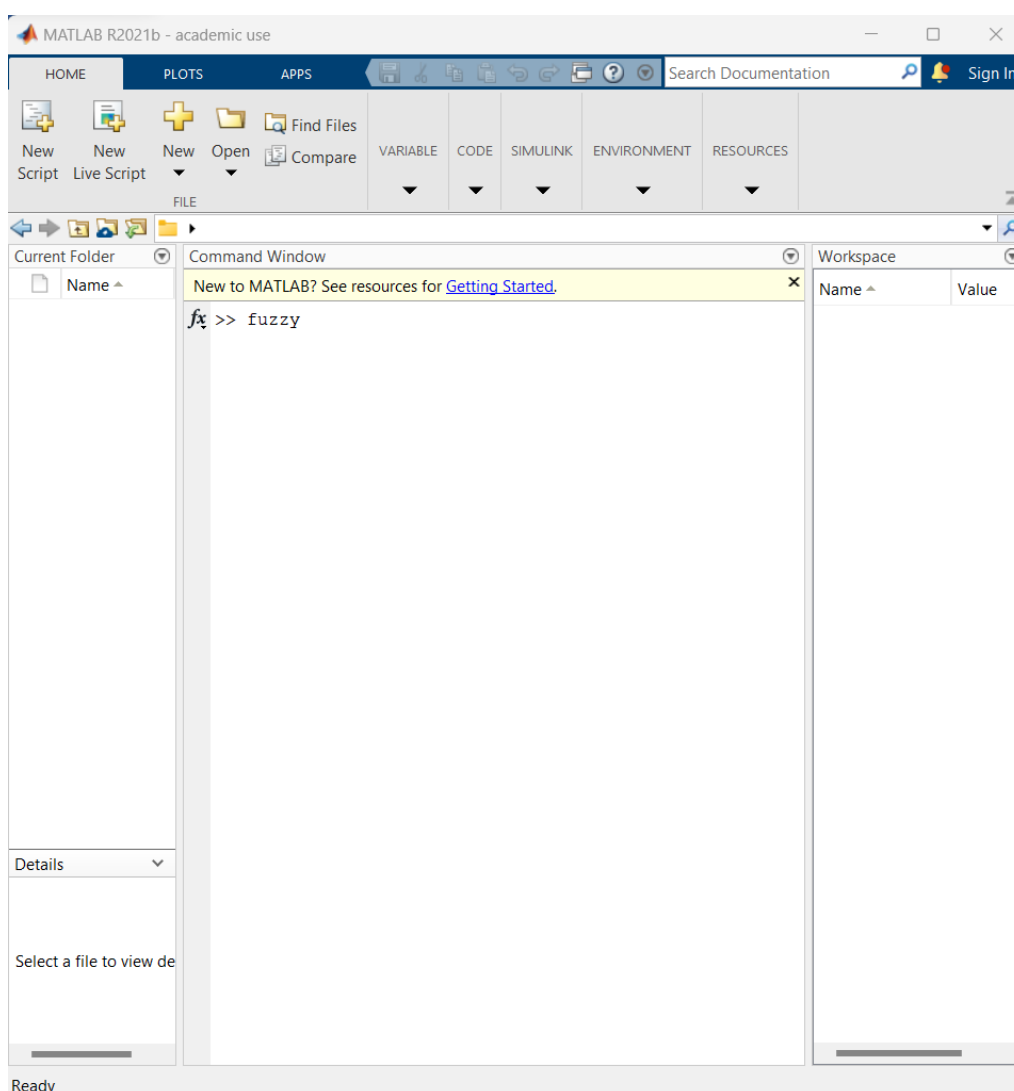 MATLAB R2021b - academic use
HOME PLOTS APPS Search Documentation Sign In
New Script
New Live Script
New
Open
Find Files
Compare
FILE
VARIABLE CODE SIMULINK ENVIRONMENT RESOURCES
Current Folder
Name
Details
Select a file to view de
Command Window
New to MATLAB? See resources for Getting Started.
fx >> fuzzy
Workspace
Name Value
Ready